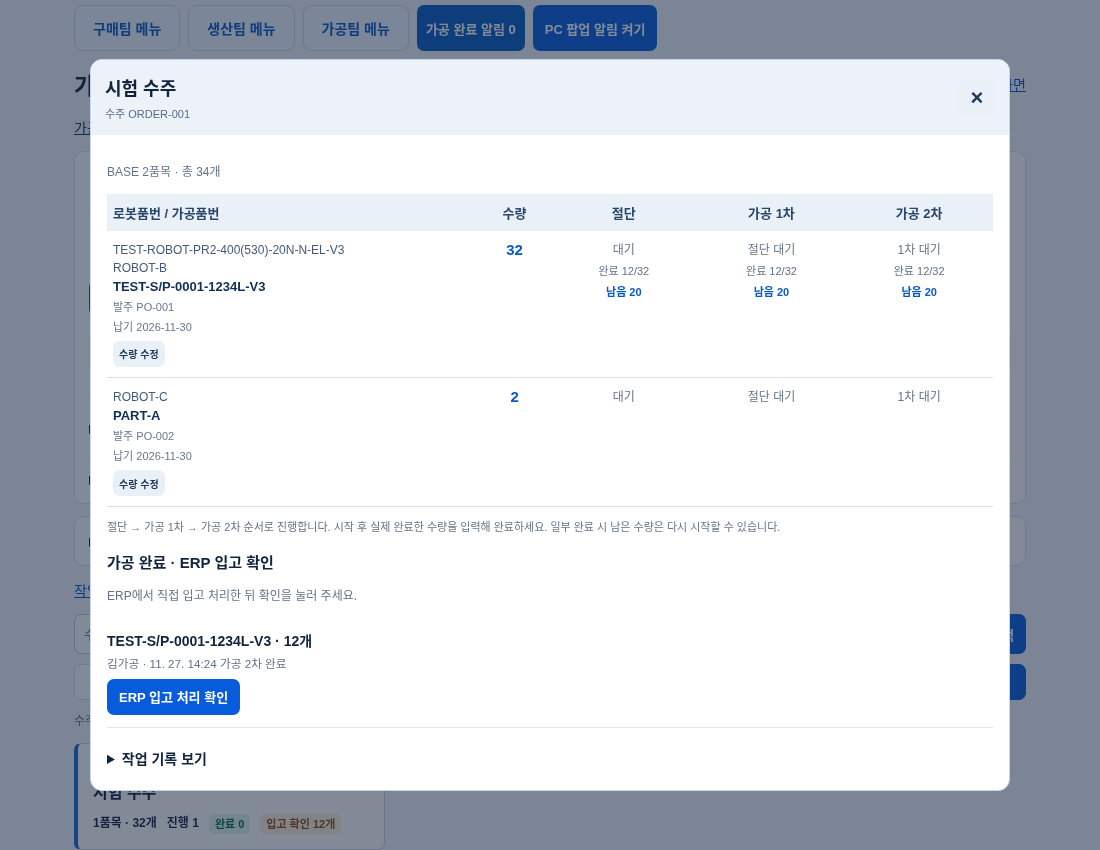 구매팀 메뉴
생산팀 메뉴
가공팀 메뉴
가공 완료 알림 0
PC 팝업 알림 켜기
시험 수주
수주 ORDER-001
×
BASE 2품목 · 총 34개
로봇품번 / 가공품번 수량 절단 가공 1차 가공 2차
TEST-ROBOT-PR2-400(530)-20N-N-EL-V3 32 대기 절단 대기 1차 대기
ROBOT-B 완료 12/32 완료 12/32 완료 12/32
TEST-S/P-0001-1234L-V3 남음 20 남음 20 남음 20
발주 PO-001
납기 2026-11-30
수량 수정
ROBOT-C 2 대기 절단 대기 1차 대기
PART-A
발주 PO-002
납기 2026-11-30
수량 수정
절단 → 가공 1차 → 가공 2차 순서로 진행합니다. 시작 후 실제 완료한 수량을 입력해 완료하세요. 일부 완료 시 남은 수량은 다시 시작할 수 있습니다.
가공 완료 · ERP 입고 확인
ERP에서 직접 입고 처리한 뒤 확인을 눌러 주세요.
TEST-S/P-0001-1234L-V3 · 12개
김가공 · 11. 27. 14:24 가공 2차 완료
ERP 입고 처리 확인
▶ 작업 기록 보기
시험 수주
1품목 · 32개 진행 1 완료 0 입고 확인 12개